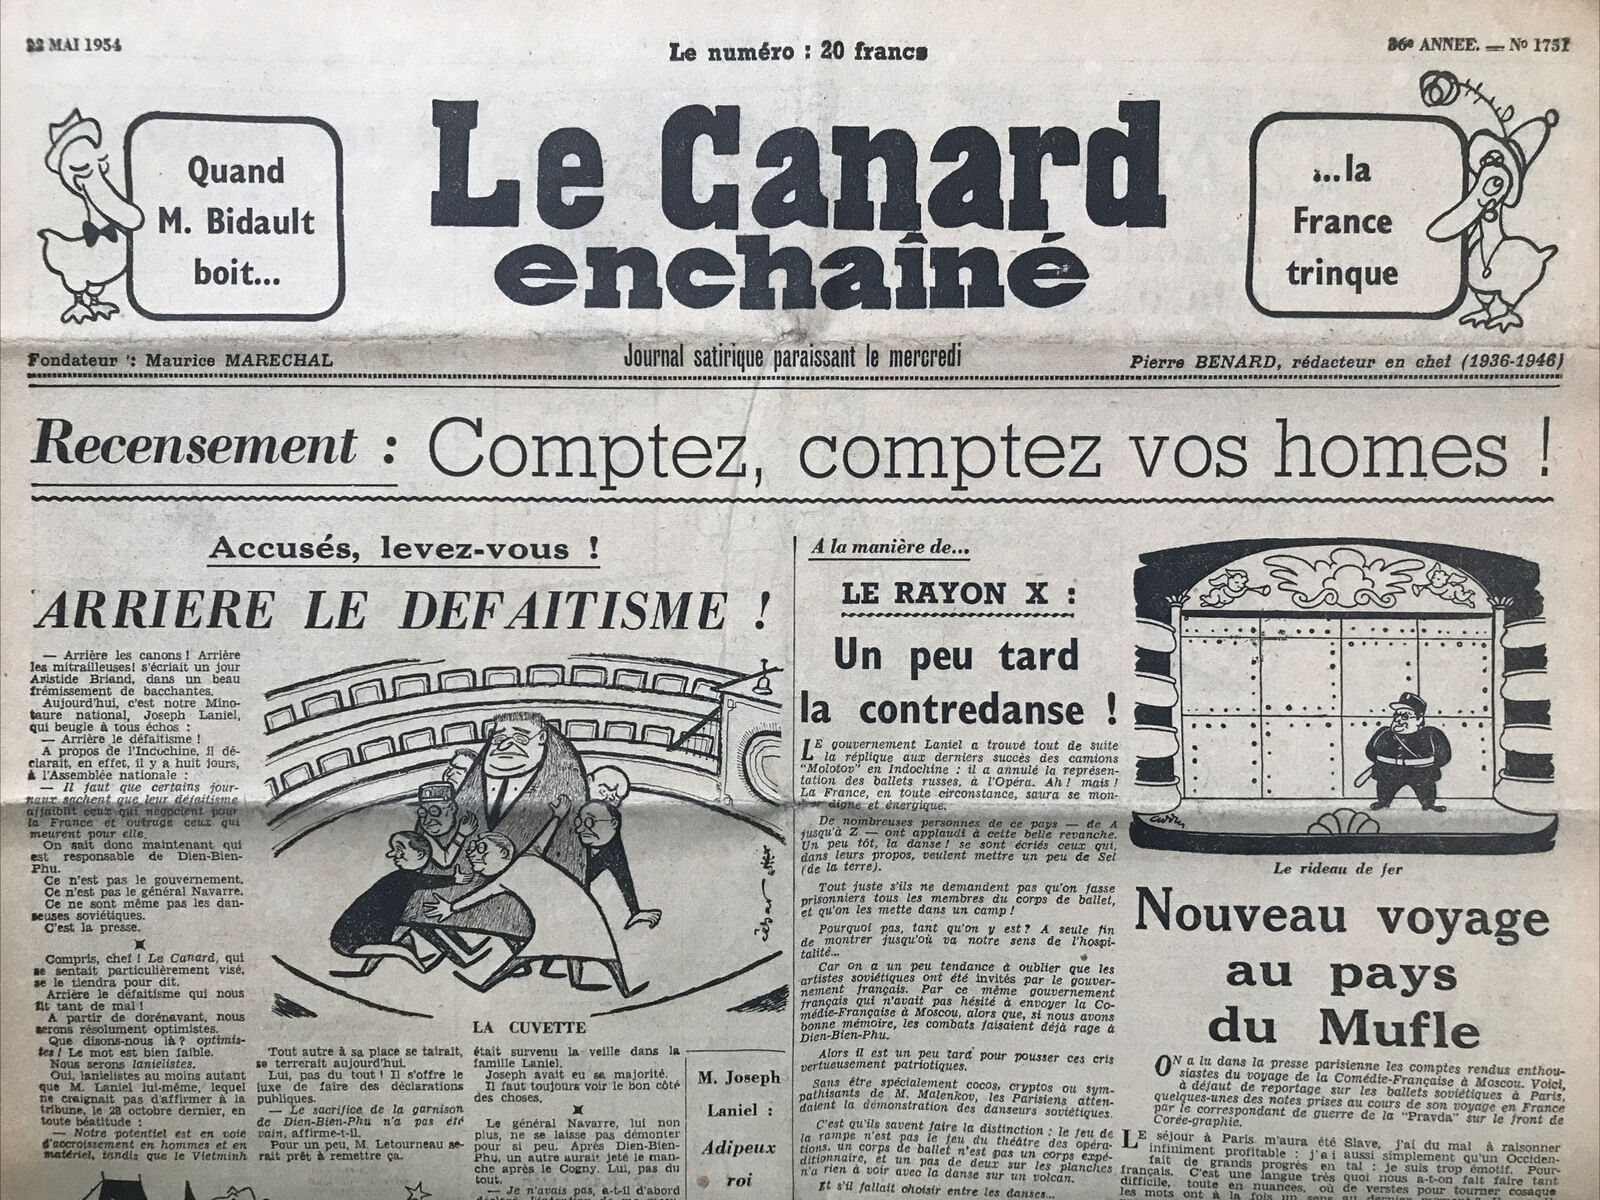 MAI 1954
Le numéro : 20 francs
36e ANNEE. — No 1751
Quand
M. Bidault
boit...
Le Canard
enchaîné
...la
France
trinque
Fondateur : Maurice MARECHAL
Journal satirique paraissant le mercredi
Pierre BENARD, rédacteur en chef (1936-1946)
Recensement : Comptez, comptez vos homes !
Accusés, levez-vous !
ARRIERE LE DEFAITISME !
— Arrière les canons ! Arrière
les mitrailleuses! s'écriait un jour
Aristide Briand, dans un beau
frémissement de bacchantes.
Aujourd'hui, c'est notre Mino-
taure national, Joseph Laniel,
qui beugle à tous échos :
— Arrière le défaitisme !
A propos de l'Indochine, il dé-
clarait, en effet, il y a huit jours,
à l'Assemblée nationale :
— Il faut que certains jour-
naux sachent que leur défaitisme
affaiblit ceux qui négocient pour
la France et outrage ceux qui
meurent pour elle.
On sait donc maintenant qui
est responsable de Dien-Bien-
Phu.
Ce n'est pas le gouvernement.
Ce n'est pas le général Navarre.
Ce ne sont même pas les dan-
seuses soviétiques.
C'est la presse.
Compris, chef ! Le Canard, qui
se sentait particulièrement visé,
se le tiendra pour dit.
Arrière le défaitisme qui nous
fit tant de mal !
A partir de dorénavant, nous
serons résolument optimistes.
Que disons-nous là ? optimis-
tes ! Le mot est bien faible.
Nous serons lanielistes.
Oui, lanielistes au moins autant
que M. Laniel lui-même, lequel
ne craignait pas d'affirmer à la
tribune, le 28 octobre dernier, en
toute béatitude :
— Notre potentiel est en voie
d'accroissement en hommes et en
matériel, tandis que le Vietminh
césar
LA CUVETTE
Tout autre à sa place se tairait,
se terrerait aujourd'hui.
Lui, pas du tout ! Il s'offre le
luxe de faire des déclarations
publiques.
— Le sacrifice de la garnison
de Dien-Bien-Phu n'a pas été
vain, affirme-t-il.
Pour un peu, M. Letourneau se-
rait prêt à remettre ça.
était survenu la veille dans la
famille Laniel.
Joseph avait eu sa majorité.
Il faut toujours voir le bon côté
des choses.
Le général Navarre, lui non
plus, ne se laisse pas démonter
pour si peu. Après Dien-Bien-
Phu, un autre aurait jeté le man-
che après le Cogny. Lui, pas du
tout.
— Je n'avais pas, a-t-il d'abord
M. Joseph
Laniel :
Adipeux
roi
A la manière de...
LE RAYON X :
Un peu tard
la contredanse !
LE gouvernement Laniel a trouvé tout de suite
la réplique aux derniers succès des camions
"Molotov" en Indochine : il a annulé la représen-
tation des ballets russes, à l'Opéra. Ah ! mais !
La France, en toute circonstance, saura se mon-
trer digne et énergique.
De nombreuses personnes de ce pays — de A
jusqu'à Z — ont applaudi à cette belle revanche.
Un peu tôt, la danse ! se sont écriés ceux qui,
dans leurs propos, veulent mettre un peu de Sel
(de la terre).
Tout juste s'ils ne demandent pas qu'on fasse
prisonniers tous les membres du corps de ballet,
et qu'on les mette dans un camp !
Pourquoi pas, tant qu'on y est ? A seule fin
de montrer jusqu'où va notre sens de l'hospi-
talité...
Car on a un peu tendance à oublier que les
artistes soviétiques ont été invités par le gouver-
nement français. Par ce même gouvernement
français qui n'avait pas hésité à envoyer la Co-
médie-Française à Moscou, alors que, si nous avons
bonne mémoire, les combats faisaient déjà rage à
Dien-Bien-Phu.
Alors il est un peu tard pour pousser ces cris
vertueusement patriotiques.
Sans être spécialement cocos, cryptos ou sym-
pathisants de M. Malenkov, les Parisiens atten-
daient la démonstration des danseurs soviétiques.
C'est qu'ils savent faire la distinction : le feu de
la rampe n'est pas le feu du théâtre des opéra-
tions, un corps de ballet n'est pas un corps expé-
ditionnaire, et un pas de deux sur les planches
n'a rien à voir avec la danse sur un volcan.
Et s'il fallait choisir entre les danses...
Le rideau de fer
Nouveau voyage
au pays
du Mufle
ON a lu dans la presse parisienne les comptes rendus enthou-
siastes du voyage de la Comédie-Française à Moscou. Voici,
à défaut de reportage sur les ballets soviétiques à Paris,
quelques-unes des notes prises au cours de son voyage en France
par le correspondant de guerre de la "Pravda" sur le front de
Corée-graphie.
LE séjour à Paris m'aura été
infiniment profitable : j'ai
fait de grands progrès en
français. C'est une langue très
difficile, toute en nuances, où
les mots ont à la fois un sens
Slave, j'ai du mal à raisonner
aussi simplement qu'un Occiden-
tal : je suis trop émotif. Pour-
quoi nous a-t-on fait faire tant
de verstes pour tourner cosaque